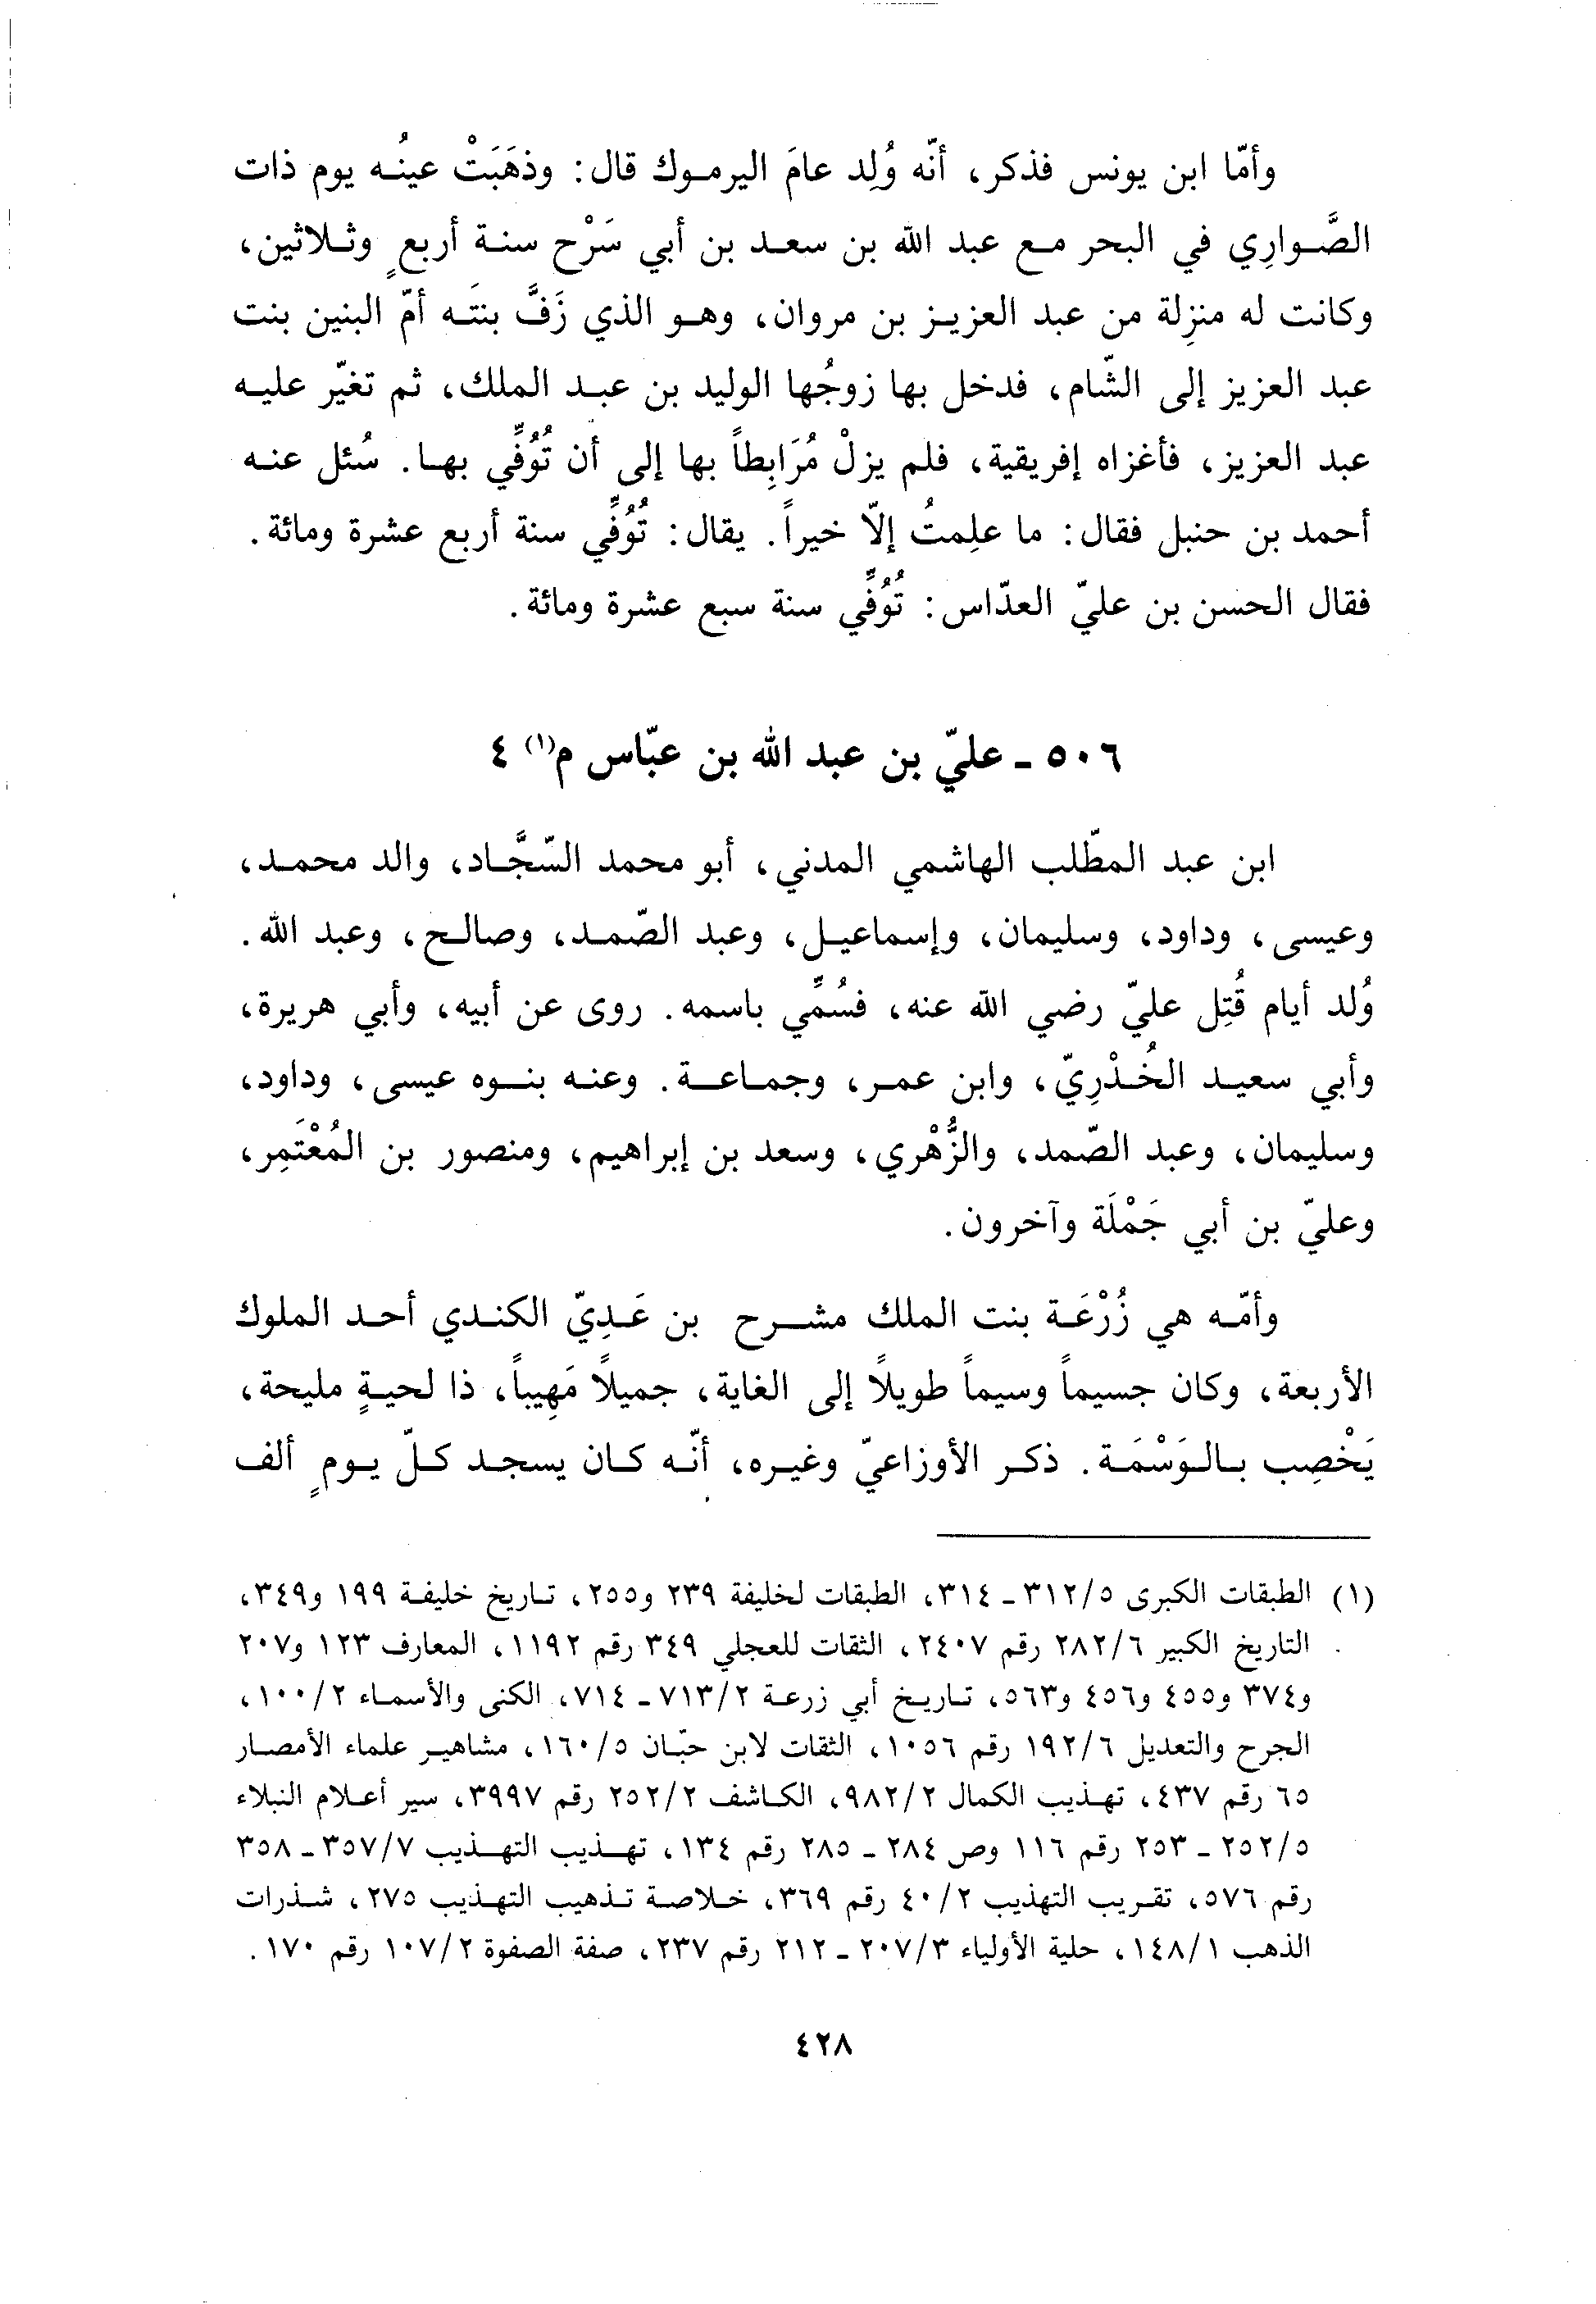 وأمّا ابن يونس فذكر، أنّه وُلِد عامَ اليرموك قال: وذهَبَتْ عينُه يوم ذات
الصَّوارِي في البحر مع عبد الله بن سعد بن أبي سَرْح سنة أربعٍ وثلاثين،
وكانت له منزِلة من عبد العزيز بن مروان، وهو الذي زَفَّ بنتَه أمّ البنين بنت
عبد العزيز إلى الشّام، فدخل بها زوجُها الوليد بن عبد الملك، ثم تغيّر عليه
عبد العزيز، فأغزاه إفريقية، فلم يزلْ مُرَابِطاً بها إلى أن تُوُفِّي بها. سُئل عنه
أحمد بن حنبل فقال: ما علِمتُ إلّا خيراً. يقال: تُوُفِّي سنة أربع عشرة ومائة.
فقال الحسن بن عليّ العدّاس: تُوُفِّي سنة سبع عشرة ومائة.
٥٠٦ ـ عليّ بن عبد الله بن عبّاس م(١) ٤
ابن عبد المطّلب الهاشمي المدني، أبو محمد السّجَّاد، والد محمد،
وعيسى، وداود، وسليمان، وإسماعيل، وعبد الصّمد، وصالح، وعبد الله.
وُلد أيام قُتِل عليّ رضي الله عنه، فسُمِّي باسمه. روى عن أبيه، وأبي هريرة،
وأبي سعيد الخُدْرِيّ، وابن عمر، وجماعة. وعنه بنوه عيسى، وداود،
وسليمان، وعبد الصّمد، والزُّهْري، وسعد بن إبراهيم، ومنصور بن المُعْتَمِر،
وعليّ بن أبي جَمْلَة وآخرون.
وأمّه هي زُرْعَة بنت الملك مشرح بن عَدِيّ الكندي أحد الملوك
الأربعة، وكان جسيماً وسيماً طويلاً إلى الغاية، جميلاً مَهِيباً، ذا لحيةٍ مليحة،
يَخْصِب بالوَسْمَة. ذكر الأوزاعيّ وغيره، أنّه كان يسجد كلّ يومٍ ألف
(١) الطبقات الكبرى ٣١٢/٥ ـ ٣١٤، الطبقات لخليفة ٢٣٩ و٢٥٥، تاريخ خليفة ١٩٩ و٣٤٩،
التاريخ الكبير ٢٨٢/٦ رقم ٢٤٠٧، الثقات للعجلي ٣٤٩ رقم ١١٩٢، المعارف ١٢٣ و٢٠٧
و٣٧٤ و٤٥٥ و٤٥٦ و٥٦٣، تاريخ أبي زرعة ٧١٣/٢ ـ ٧١٤، الكنى والأسماء ١٠٠/٢،
الجرح والتعديل ١٩٢/٦ رقم ١٠٥٦، الثقات لابن حبّان ١٦٠/٥، مشاهير علماء الأمصار
٦٥ رقم ٤٣٧، تهذيب الكمال ٩٨٢/٢، الكاشف ٢٥٢/٢ رقم ٣٩٩٧، سير أعلام النبلاء
٢٥٢/٥ ـ ٢٥٣ رقم ١١٦ وص ٢٨٤ ـ ٢٨٥ رقم ١٣٤، تهذيب التهذيب ٣٥٧/٧ ـ ٣٥٨
رقم ٥٧٦، تقريب التهذيب ٤٠/٢ رقم ٣٦٩، خلاصة تذهيب التهذيب ٢٧٥، شذرات
الذهب ١٤٨/١، حلية الأولياء ٢٠٧/٣ ـ ٢١٢ رقم ٢٣٧، صفة الصفوة ١٠٧/٢ رقم ١٧٠.
٤٢٨